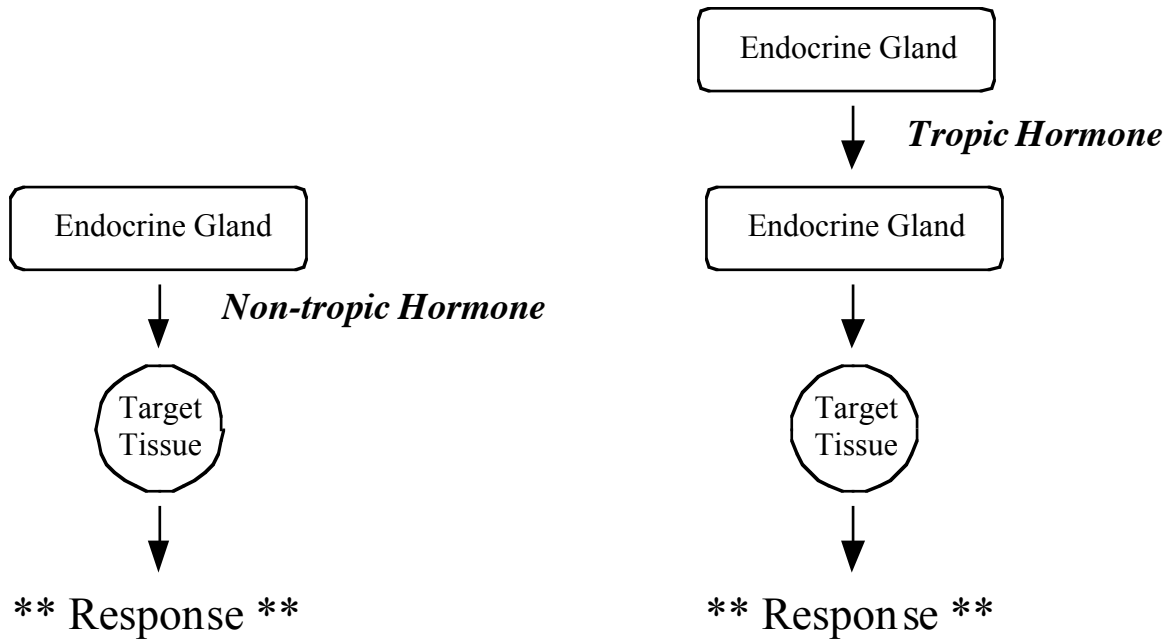 Endocrine Gland
Non-tropic Hormone
Target
Tissue
** Response **
Endocrine Gland
Tropic Hormone
Endocrine Gland
Target
Tissue
** Response **